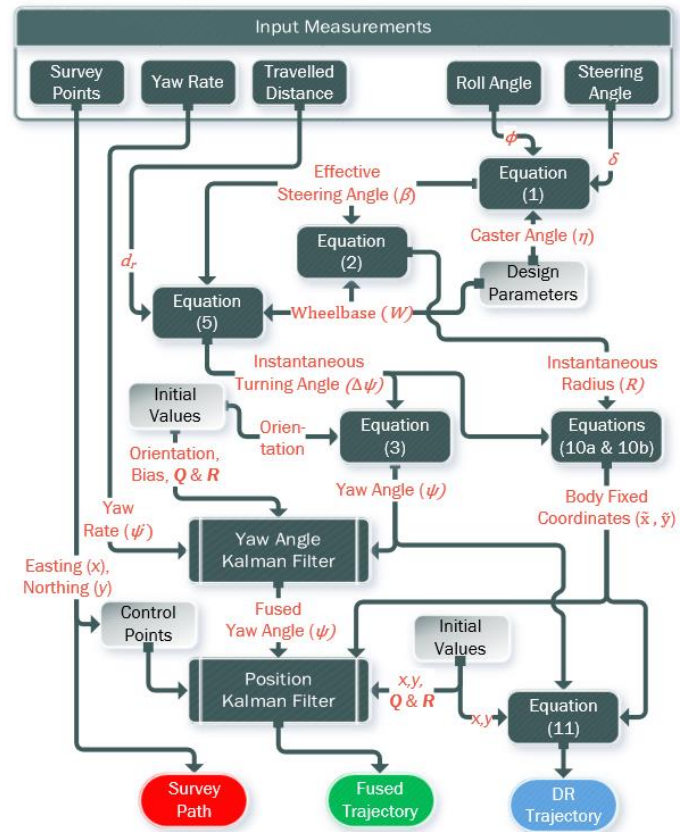 Input Measurements
Survey
Points
Yaw Rate
Travelled
Distance
Roll Angle
Steering
Angle
ϕ
δ
Effective
Steering Angle (β)
Equation
(1)
Caster Angle (η)
Equation
(2)
Design
Parameters
d_r
Equation
(5)
Wheelbase (W)
Instantaneous
Turning Angle (Δψ)
Instantaneous
Radius (R)
Initial
Values
Orien-
tation
Equation
(3)
Equations
(10a & 10b)
Orientation,
Bias, Q & R
Yaw Angle (ψ)
Body Fixed
Coordinates (x̃ , ỹ)
Yaw
Rate (ψ̇)
Yaw Angle
Kalman Filter
Easting (x),
Northing (y)
Control
Points
Fused
Yaw Angle (ψ)
Initial
Values
Position
Kalman Filter
x,y,
Q & R
x,y
Equation
(11)
Survey
Path
Fused
Trajectory
DR
Trajectory